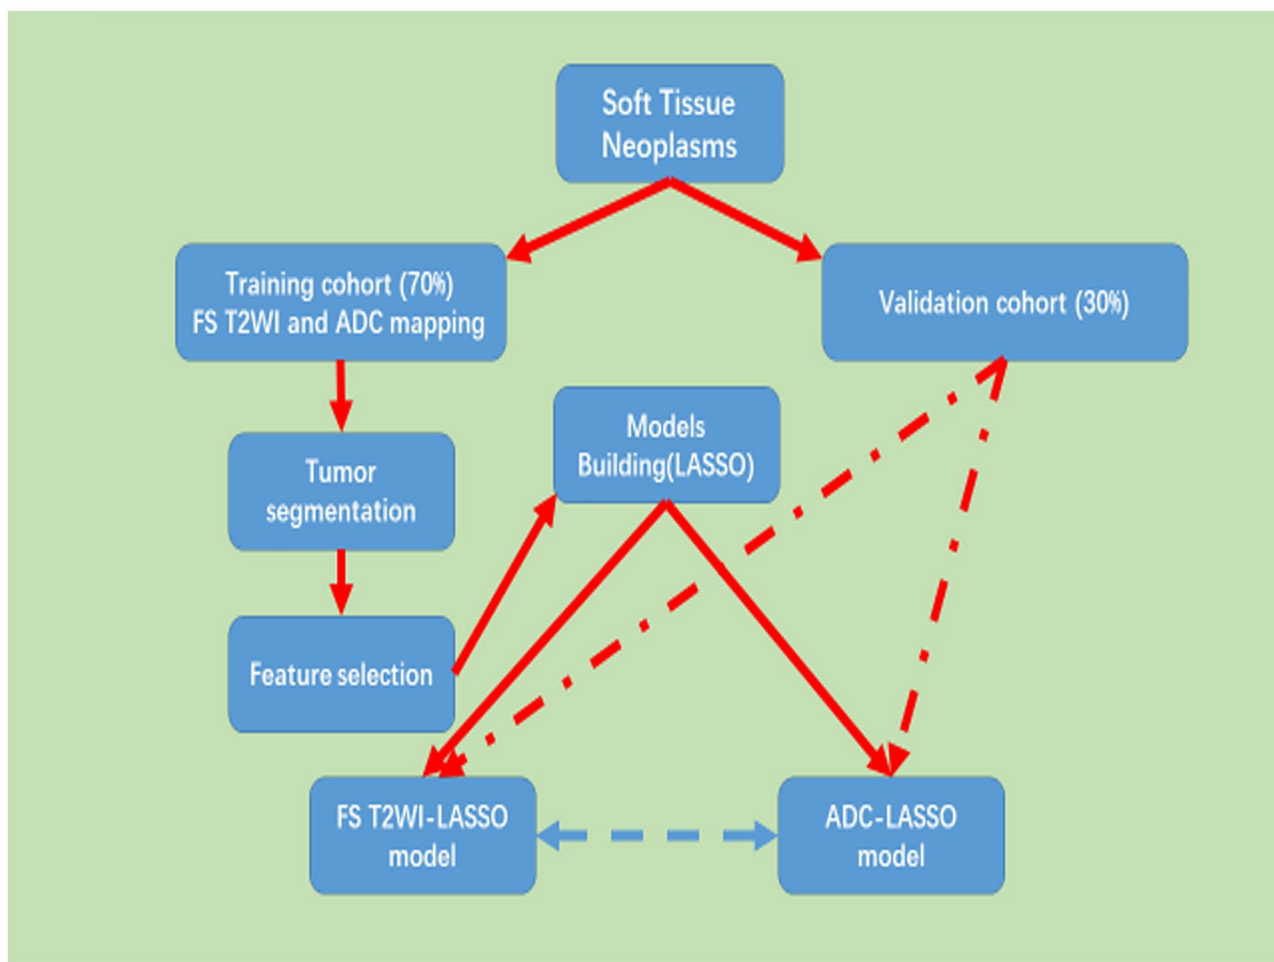 Soft Tissue
Neoplasms
Training cohort (70%)
FS T2WI and ADC mapping
Validation cohort (30%)
Models
Building(LASSO)
Tumor
segmentation
Feature selection
FS T2WI-LASSO
model
ADC-LASSO
model